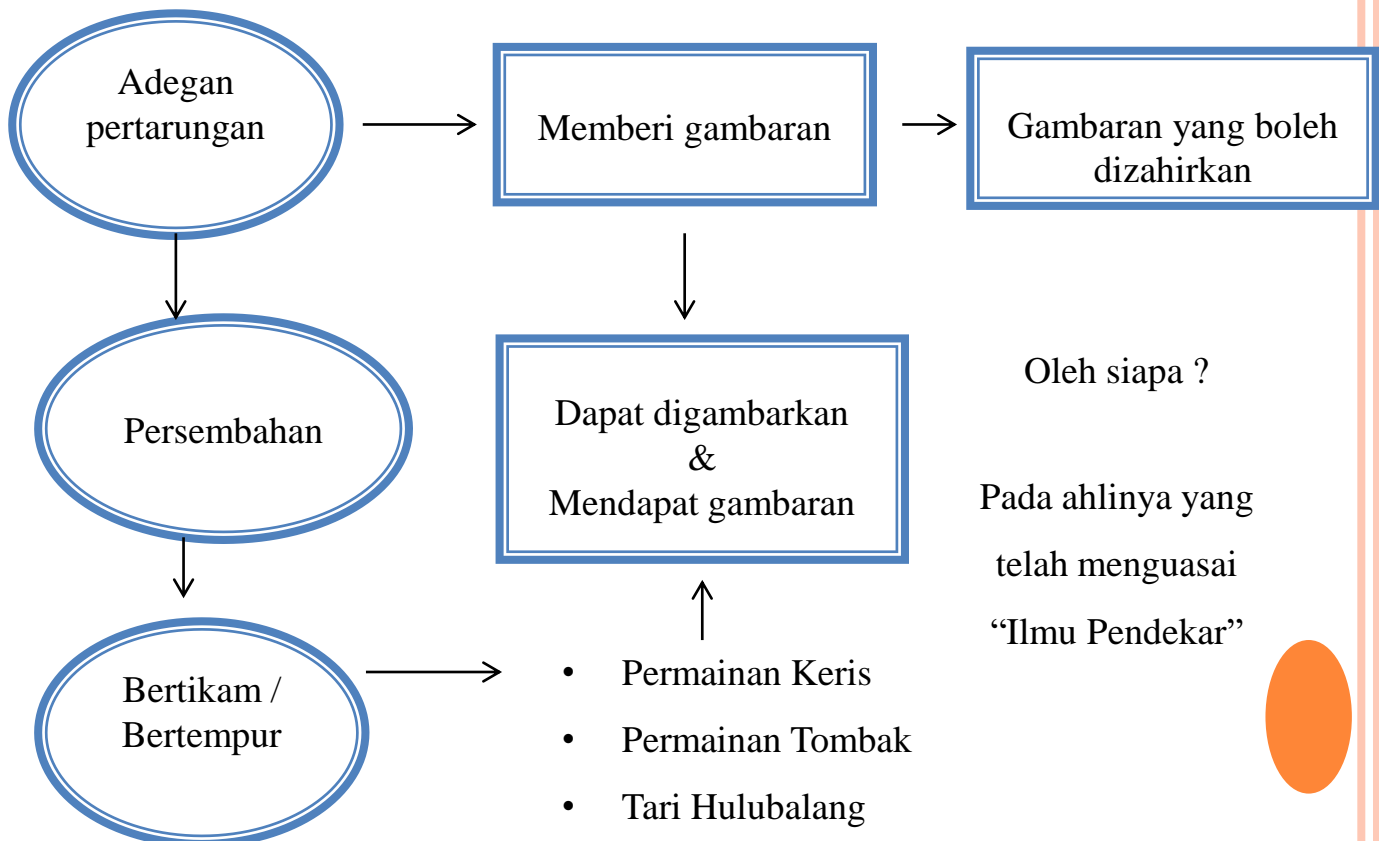 Adegan
pertarungan
Memberi gambaran
Gambaran yang boleh
dizahirkan
Persembahan
Dapat digambarkan
&
Mendapat gambaran
Oleh siapa ?
Pada ahlinya yang
telah menguasai
“Ilmu Pendekar”
Bertikam /
Bertempur
• Permainan Keris
• Permainan Tombak
• Tari Hulubalang